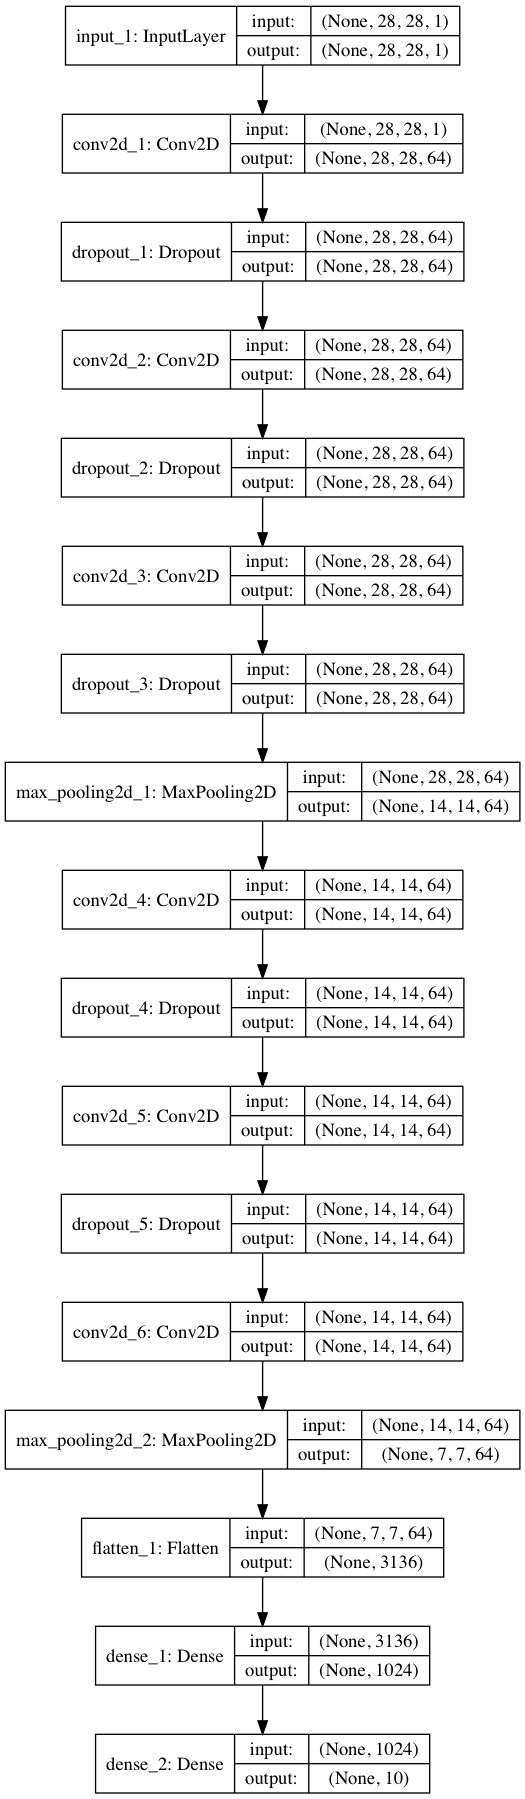 input_1: InputLayer
input: (None, 28, 28, 1)
output: (None, 28, 28, 1)
conv2d_1: Conv2D
input: (None, 28, 28, 1)
output: (None, 28, 28, 64)
dropout_1: Dropout
input: (None, 28, 28, 64)
output: (None, 28, 28, 64)
conv2d_2: Conv2D
input: (None, 28, 28, 64)
output: (None, 28, 28, 64)
dropout_2: Dropout
input: (None, 28, 28, 64)
output: (None, 28, 28, 64)
conv2d_3: Conv2D
input: (None, 28, 28, 64)
output: (None, 28, 28, 64)
dropout_3: Dropout
input: (None, 28, 28, 64)
output: (None, 28, 28, 64)
max_pooling2d_1: MaxPooling2D
input: (None, 28, 28, 64)
output: (None, 14, 14, 64)
conv2d_4: Conv2D
input: (None, 14, 14, 64)
output: (None, 14, 14, 64)
dropout_4: Dropout
input: (None, 14, 14, 64)
output: (None, 14, 14, 64)
conv2d_5: Conv2D
input: (None, 14, 14, 64)
output: (None, 14, 14, 64)
dropout_5: Dropout
input: (None, 14, 14, 64)
output: (None, 14, 14, 64)
conv2d_6: Conv2D
input: (None, 14, 14, 64)
output: (None, 14, 14, 64)
max_pooling2d_2: MaxPooling2D
input: (None, 14, 14, 64)
output: (None, 7, 7, 64)
flatten_1: Flatten
input: (None, 7, 7, 64)
output: (None, 3136)
dense_1: Dense
input: (None, 3136)
output: (None, 1024)
dense_2: Dense
input: (None, 1024)
output: (None, 10)